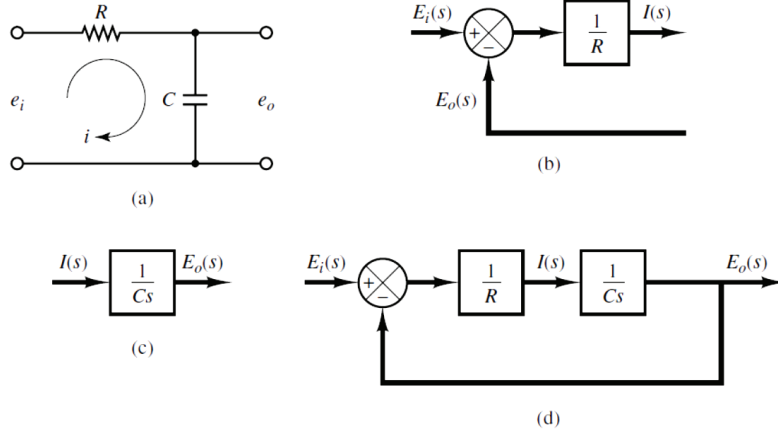 R
e_i
C
e_o
i
(a)
E_i(s)
+
−
1
R
I(s)
E_o(s)
(b)
I(s)
1
Cs
E_o(s)
(c)
E_i(s)
+
−
1
R
I(s)
1
Cs
E_o(s)
(d)